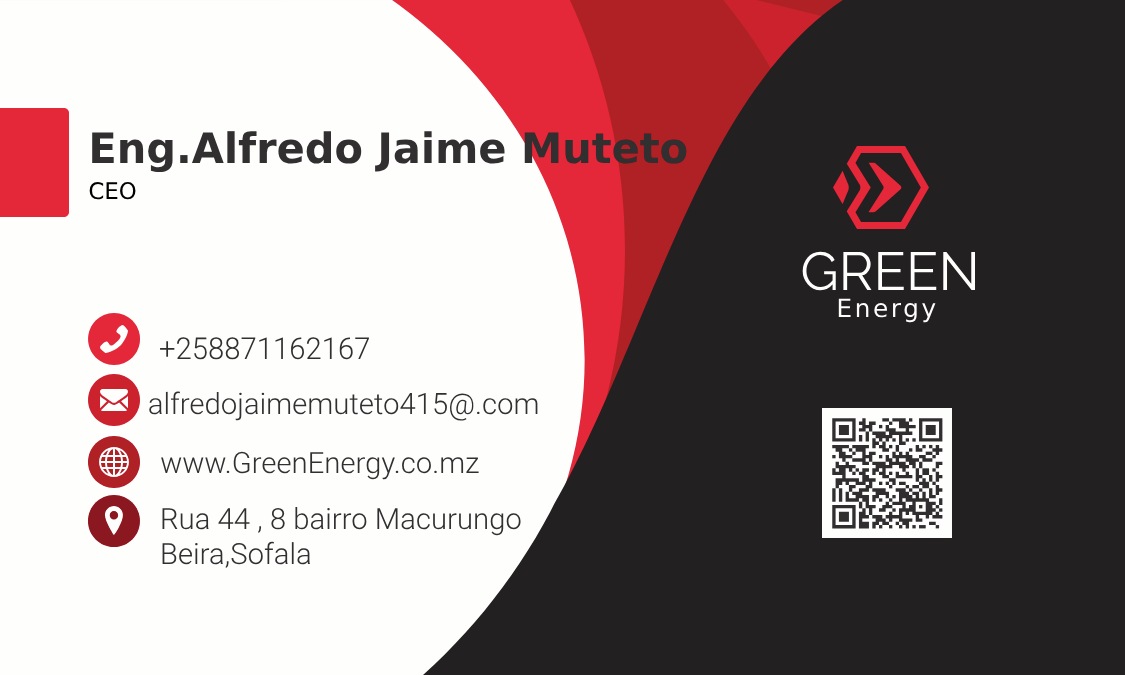 Eng.Alfredo Jaime Muteto
CEO
+258871162167
alfredojaimemuteto415@.com
www.GreenEnergy.co.mz
Rua 44 , 8 bairro Macurungo
Beira,Sofala
GREEN
Energy